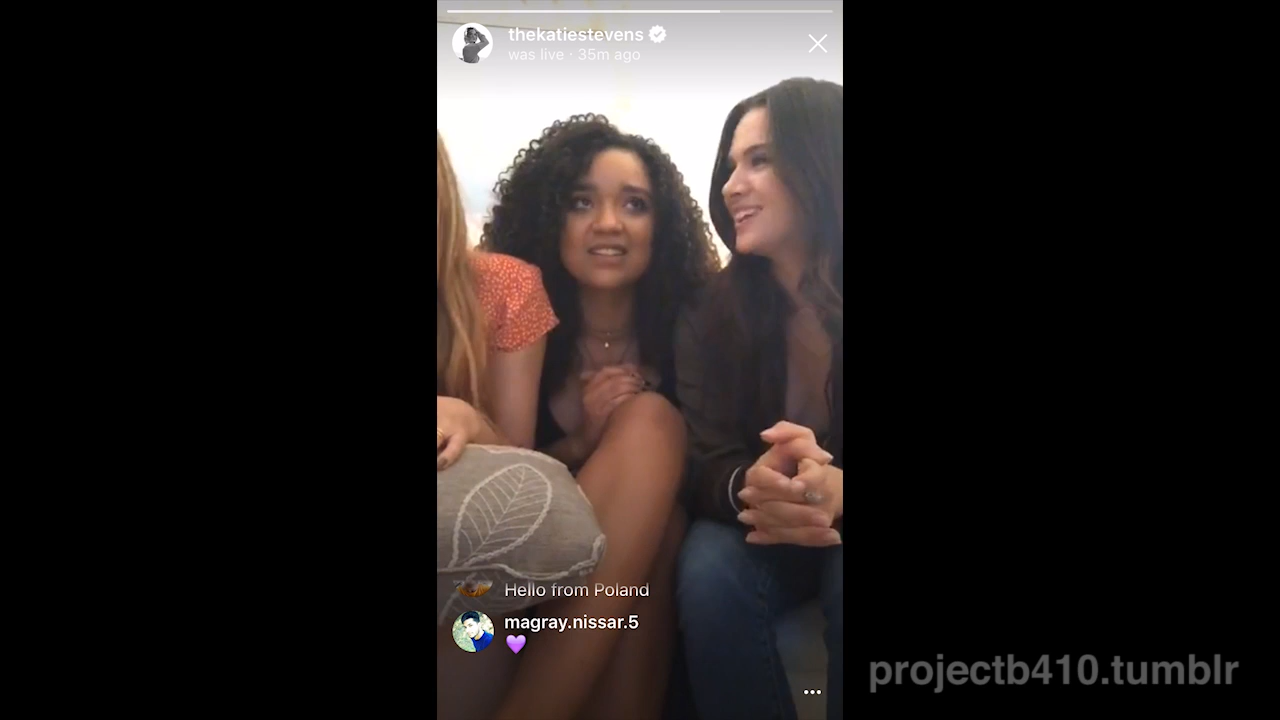 thekatiestevens
was live · 35m ago
Hello from Poland
magray.nissar.5
💜
projectb410.tumblr